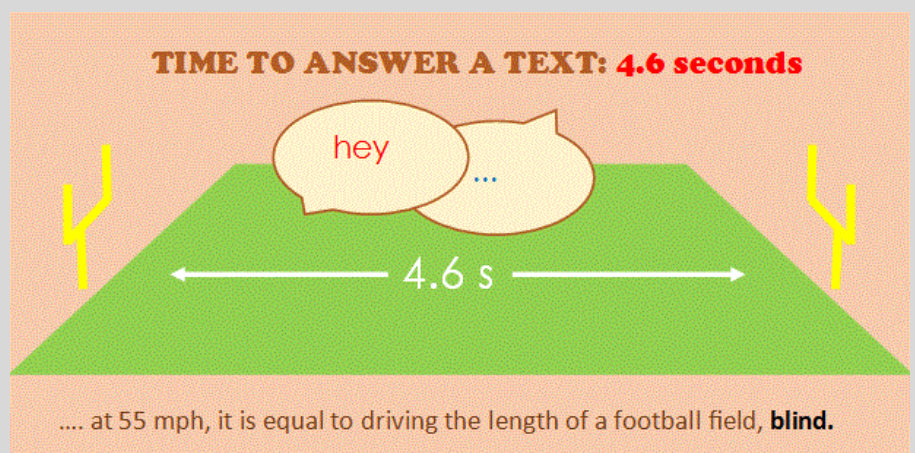 TIME TO ANSWER A TEXT: 4.6 seconds
hey
...
4.6 s
.... at 55 mph, it is equal to driving the length of a football field, blind.